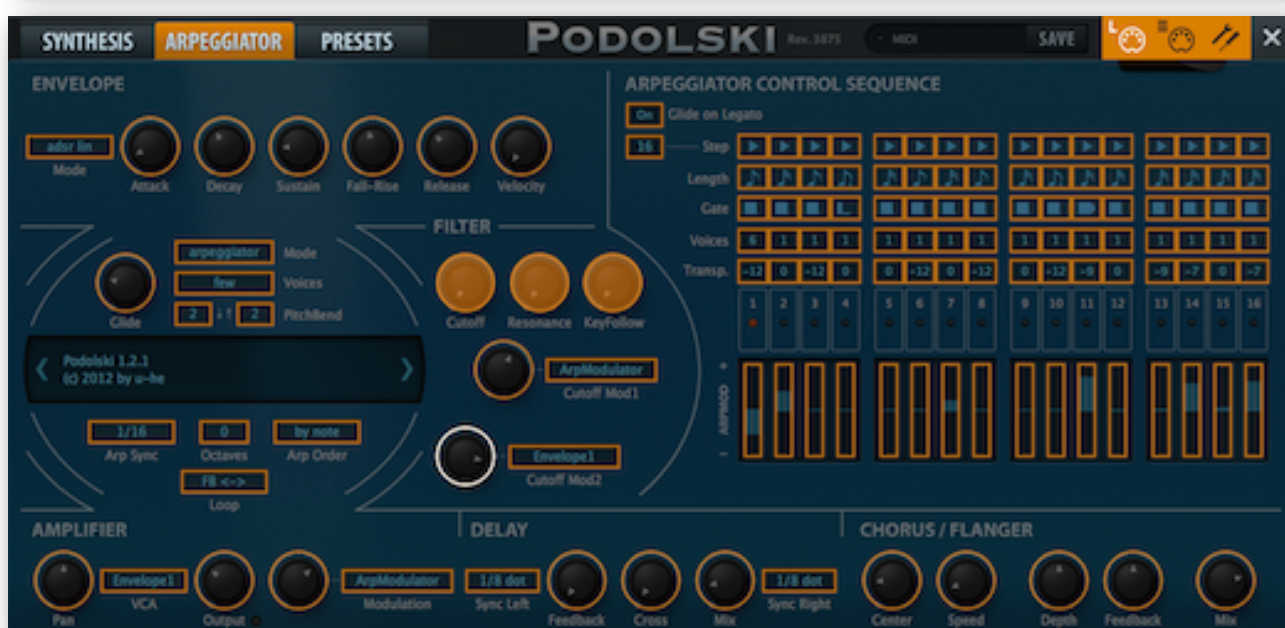 SYNTHESIS ARPEGGIATOR PRESETS PODOLSKI Rev. 3875 MIDI SAVE L
ENVELOPE
adsr lin
Mode Attack Decay Sustain Fall-Rise Release Velocity
ARPEGGIATOR CONTROL SEQUENCE
On Glide on Legato
16 Step
Length
Gate
Voices 6 1 1 1 1 1 1 1 1 1 1 1 1 1 1 1
Transp. -12 0 -12 0 0 -12 0 -12 0 -12 -9 0 -9 -7 0 -7
1 2 3 4 5 6 7 8 9 10 11 12 13 14 15 16
+
ARPMOD
-
arpeggiator Mode
few Voices
2 ↓↑ 2 PitchBend
Glide
Podolski 1.2.1
(c) 2012 by u-he
1/16 0 by note
Arp Sync Octaves Arp Order
F8 <->
Loop
FILTER
Cutoff Resonance KeyFollow
ArpModulator
Cutoff Mod1
Envelope1
Cutoff Mod2
AMPLIFIER
Envelope1 ArpModulator
Pan VCA Output Modulation
DELAY
1/8 dot 1/8 dot
Sync Left Feedback Cross Mix Sync Right
CHORUS / FLANGER
Center Speed Depth Feedback Mix